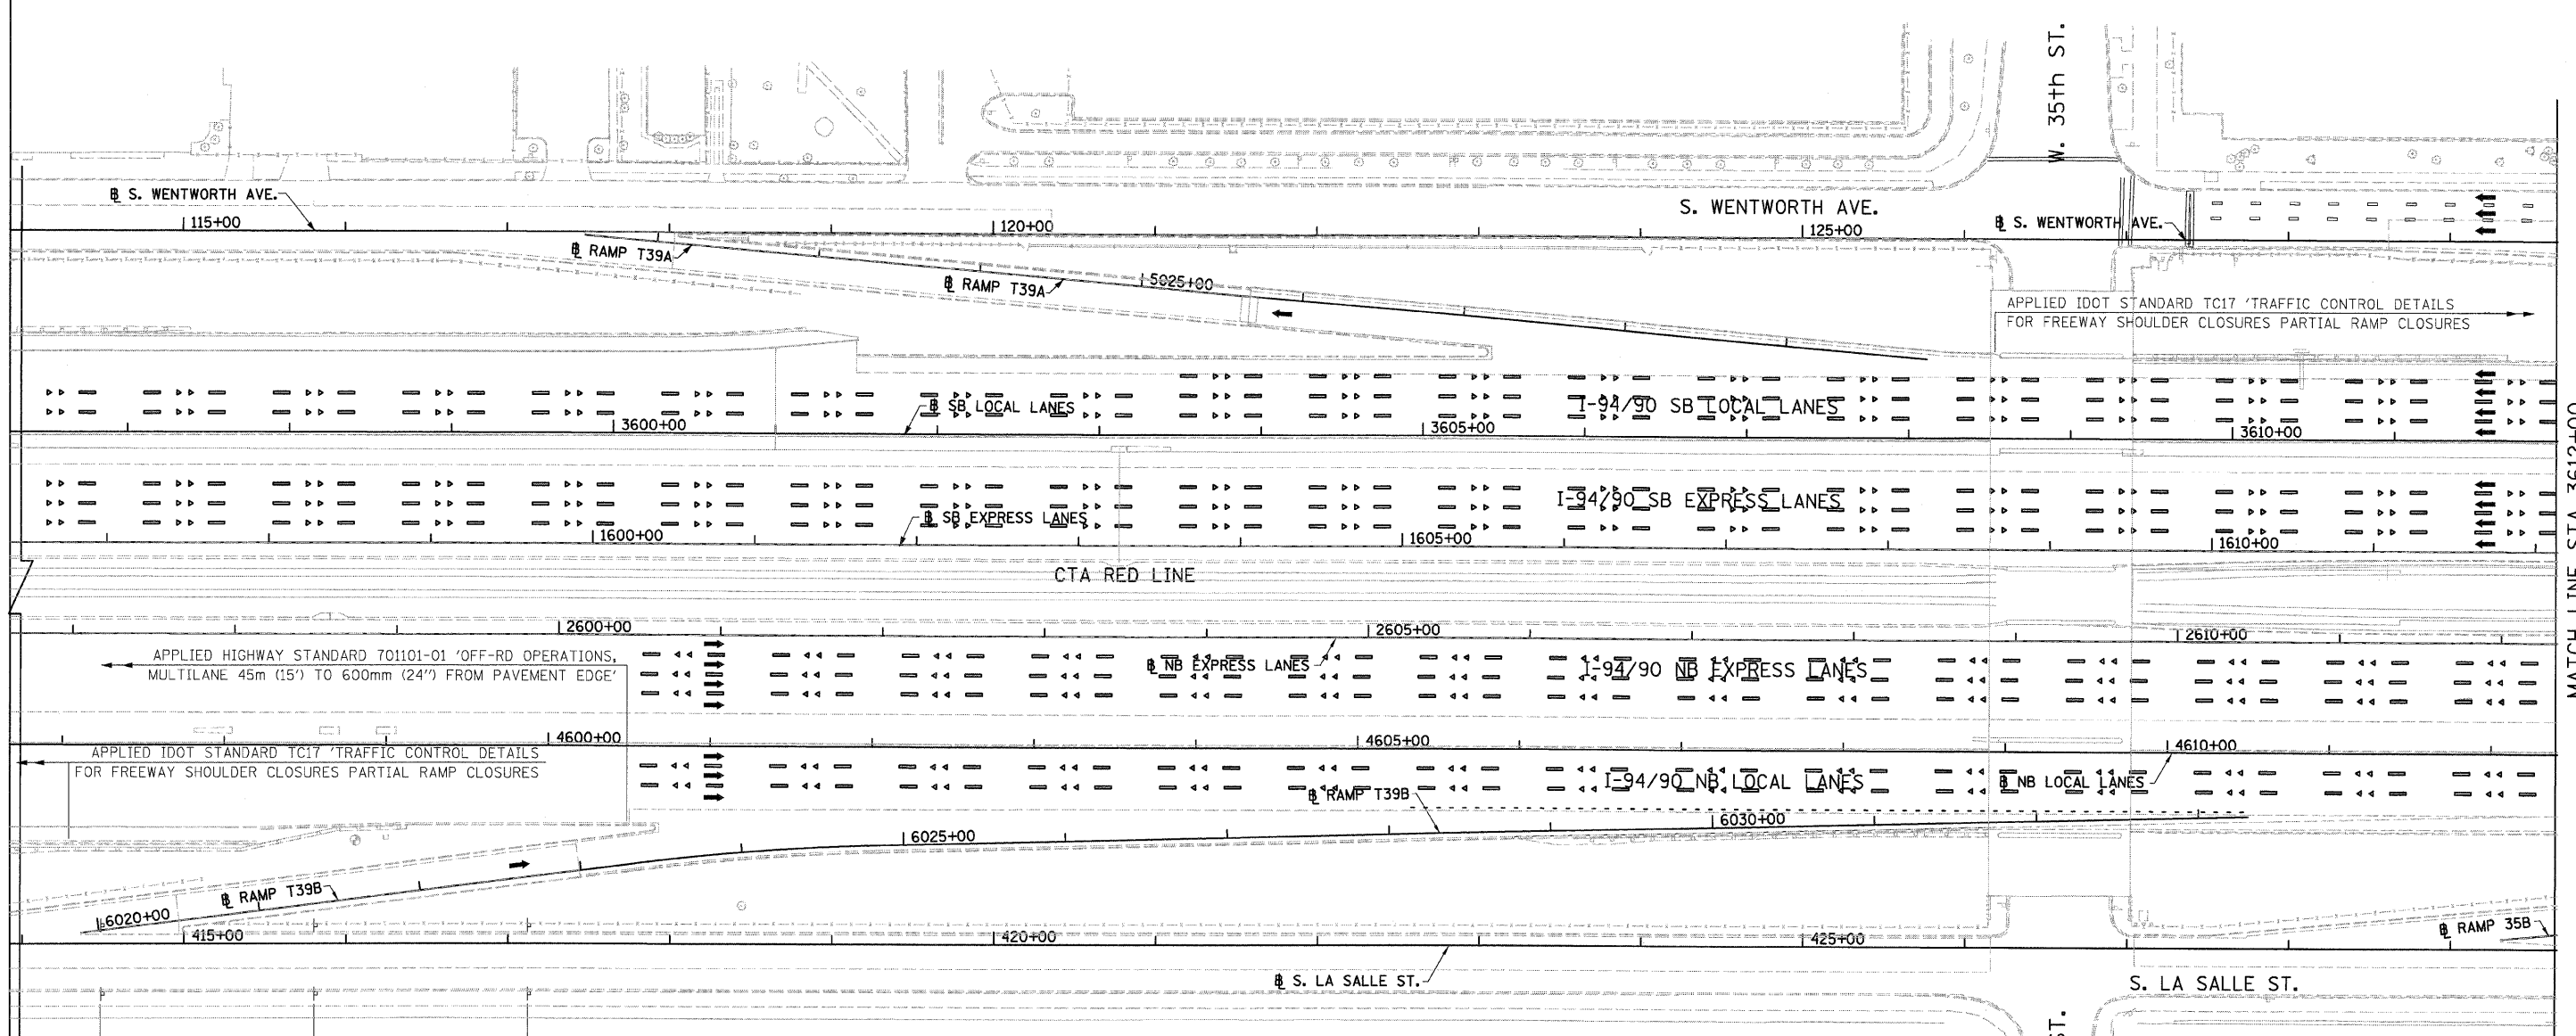 W. 35th ST.
℄ S. WENTWORTH AVE.
115+00
120+00
S. WENTWORTH AVE.
125+00
℄ S. WENTWORTH AVE.
℄ RAMP T39A
℄ RAMP T39A
5025+00
APPLIED IDOT STANDARD TC17 'TRAFFIC CONTROL DETAILS
FOR FREEWAY SHOULDER CLOSURES PARTIAL RAMP CLOSURES
℄ SB LOCAL LANES
I-94/90 SB LOCAL LANES
3600+00
3605+00
3610+00
MATCH LINE STA 3612+00
I-94/90 SB EXPRESS LANES
℄ SB EXPRESS LANES
1600+00
1605+00
1610+00
CTA RED LINE
2600+00
2605+00
2610+00
APPLIED HIGHWAY STANDARD 701101-01 'OFF-RD OPERATIONS,
MULTILANE 45m (15') TO 600mm (24") FROM PAVEMENT EDGE'
℄ NB EXPRESS LANES
I-94/90 NB EXPRESS LANES
4600+00
4605+00
4610+00
APPLIED IDOT STANDARD TC17 'TRAFFIC CONTROL DETAILS
FOR FREEWAY SHOULDER CLOSURES PARTIAL RAMP CLOSURES
I-94/90 NB LOCAL LANES
℄ NB LOCAL LANES
℄ RAMP T39B
6025+00
6030+00
℄ RAMP T39B
6020+00
415+00
420+00
425+00
℄ RAMP 35B
℄ S. LA SALLE ST.
S. LA SALLE ST.
ST.